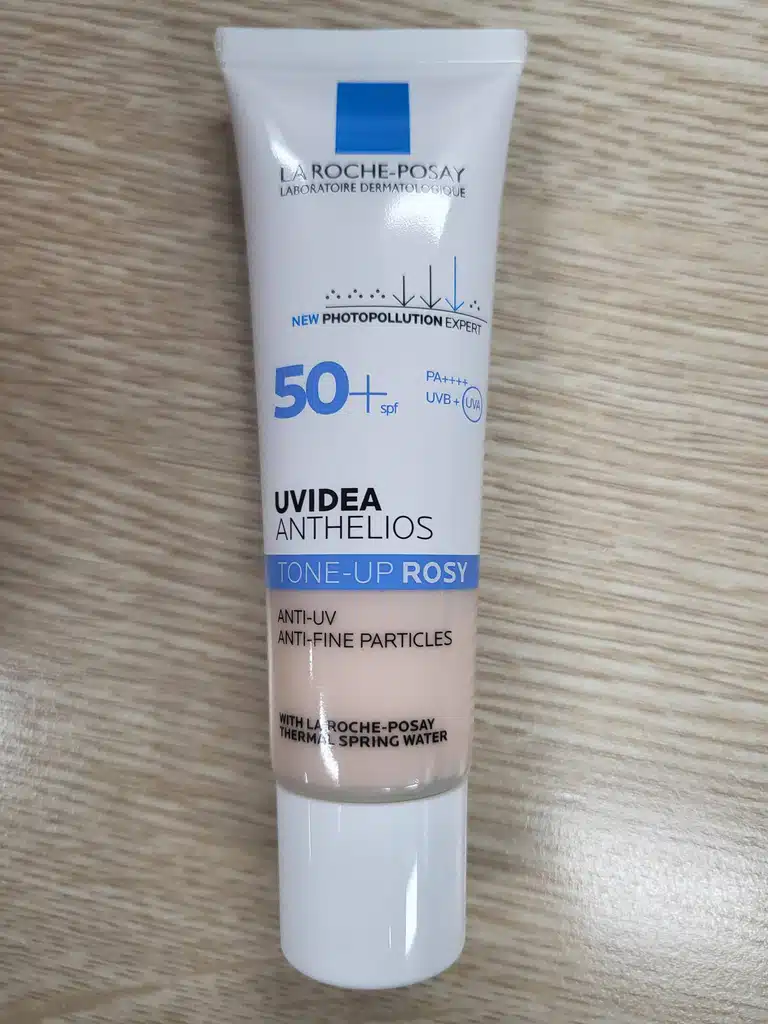 LA ROCHE-POSAY
LABORATOIRE DERMATOLOGIQUE
NEW PHOTOPOLLUTION EXPERT
50+ spf
PA++++
UVB + UVA
UVIDEA
ANTHELIOS
TONE-UP ROSY
ANTI-UV
ANTI-FINE PARTICLES
WITH LA ROCHE-POSAY
THERMAL SPRING WATER